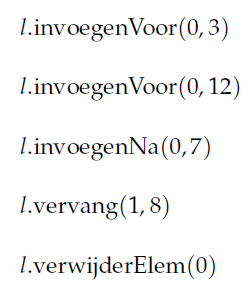 l.invoegenVoor(0, 3)
l.invoegenVoor(0, 12)
l.invoegenNa(0, 7)
l.vervang(1, 8)
l.verwijderElem(0)